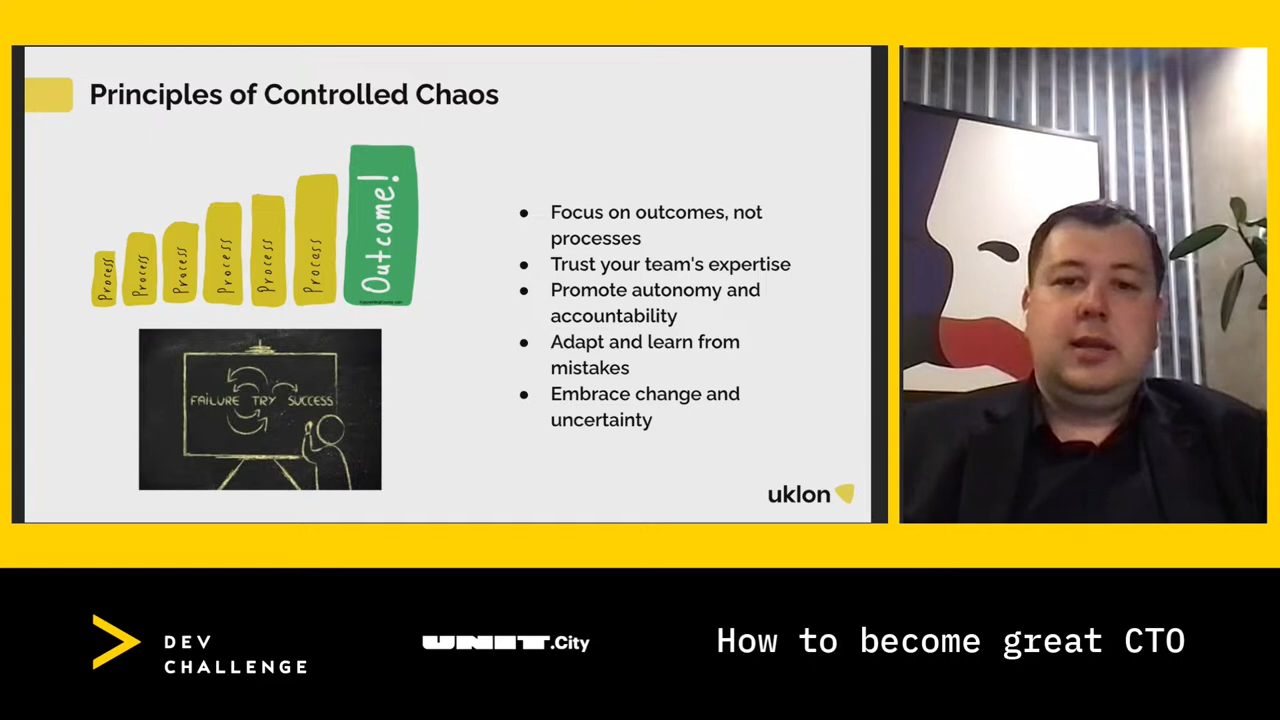 Principles of Controlled Chaos
Process
Process
Process
Process
Process
Process
Outcome!
FAILURE TRY SUCCESS
● Focus on outcomes, not
processes
● Trust your team's expertise
● Promote autonomy and
accountability
● Adapt and learn from
mistakes
● Embrace change and
uncertainty
uklon
DEV
CHALLENGE
UNIT.City
How to become great CTO